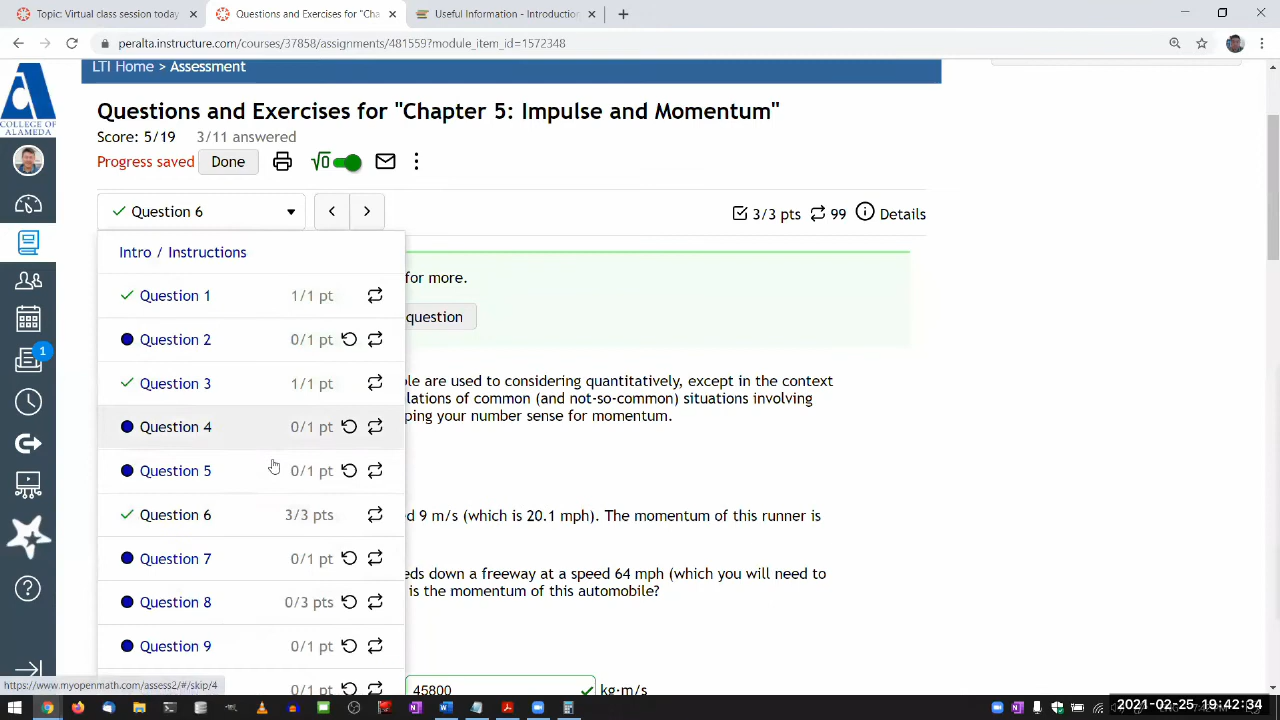 Topic: Virtual class session today
Questions and Exercises for "Cha
Useful Information - Introduction
peralta.instructure.com/courses/37858/assignments/481559?module_item_id=1572348
LTI Home > Assessment
COLLEGE OF
ALAMEDA
Questions and Exercises for "Chapter 5: Impulse and Momentum"
Score: 5/19 3/11 answered
Progress saved Done √0
Question 6 3/3 pts 99 Details
Intro / Instructions
for more.
Question 1 1/1 pt
question
Question 2 0/1 pt
Question 3 1/1 pt
ple are used to considering quantitatively, except in the context
lations of common (and not-so-common) situations involving
ping your number sense for momentum.
Question 4 0/1 pt
Question 5 0/1 pt
Question 6 3/3 pts
d 9 m/s (which is 20.1 mph). The momentum of this runner is
Question 7 0/1 pt
eds down a freeway at a speed 64 mph (which you will need to
is the momentum of this automobile?
Question 8 0/3 pts
Question 9 0/1 pt
0/1 pt
45800 kg·m/s
https://www.myopenmath.com/assess2/#/skip/4
1
2021-02-25 19:42:34